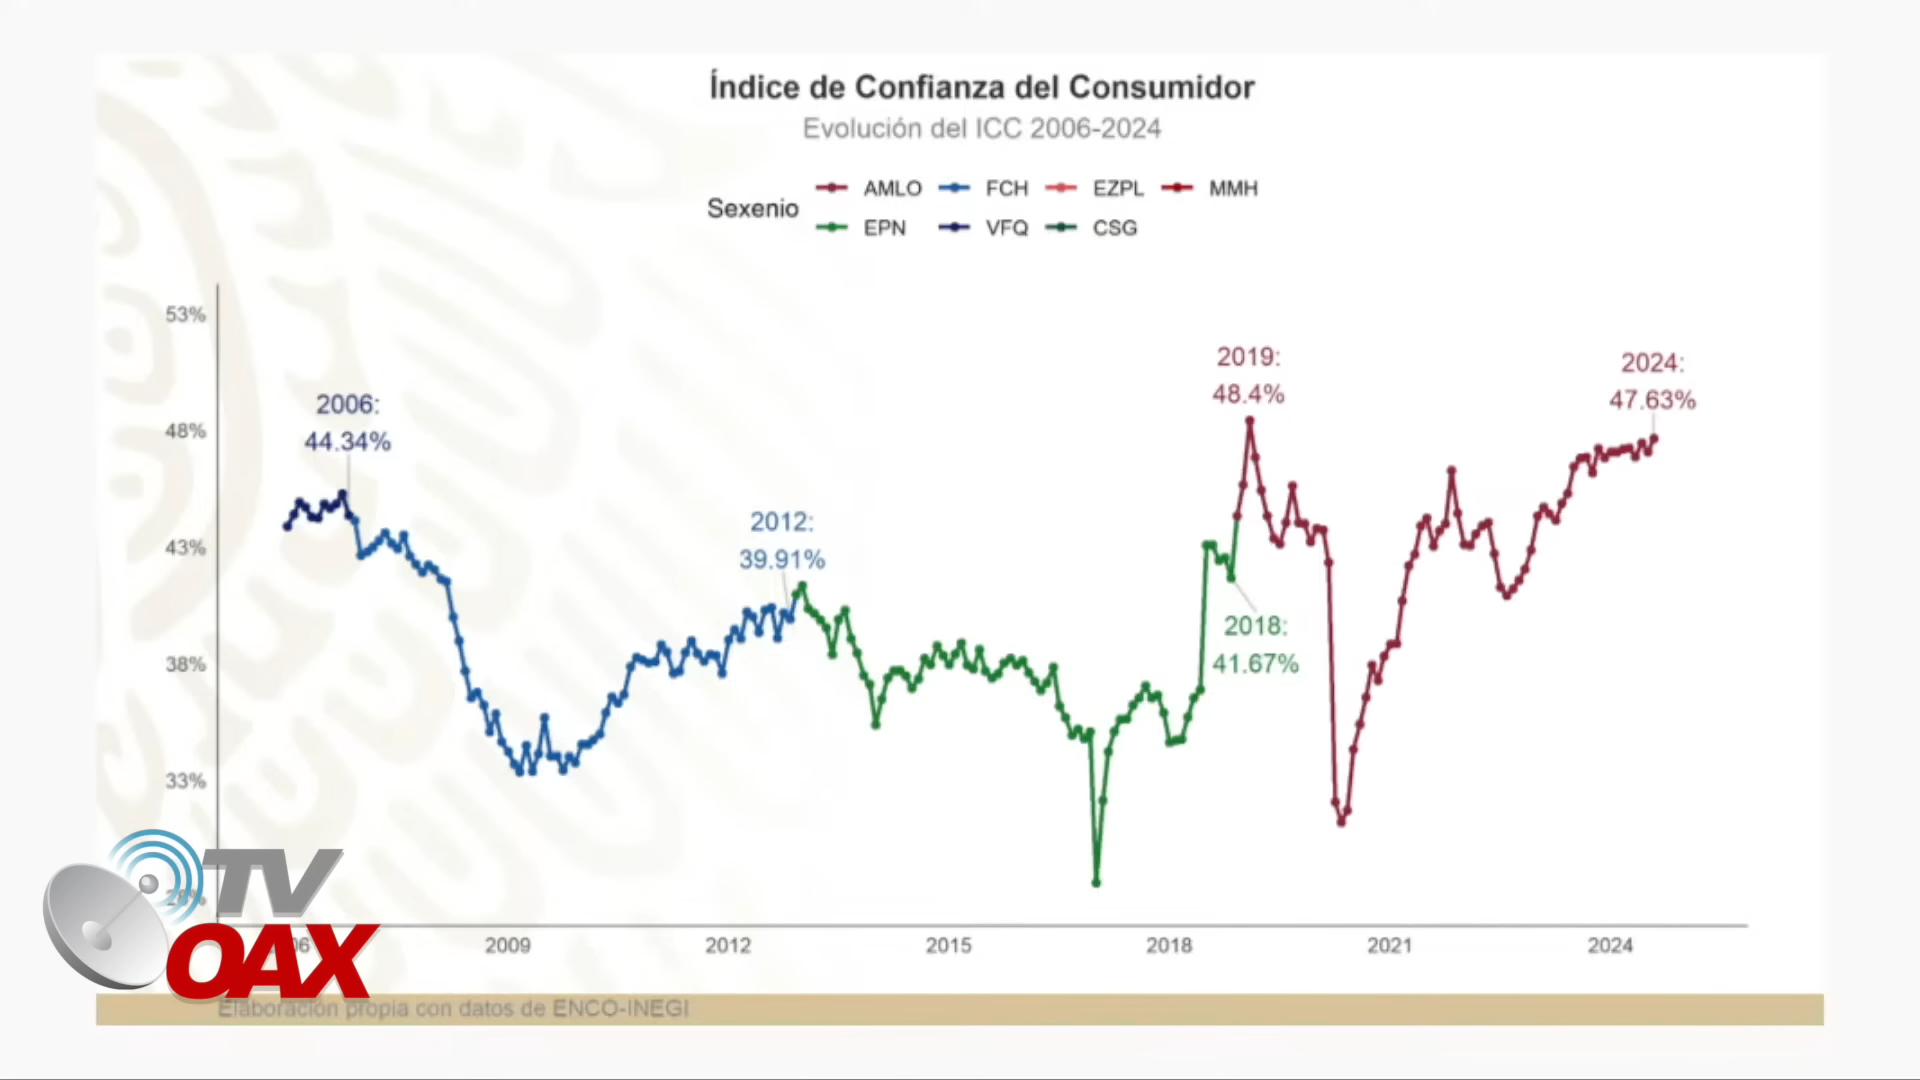 Índice de Confianza del Consumidor
Evolución del ICC 2006-2024
Sexenio
AMLO FCH EZPL MMH
EPN VFQ CSG
53%
48%
43%
38%
33%
2006:
44.34%
2012:
39.91%
2018:
41.67%
2019:
48.4%
2024:
47.63%
2009 2012 2015 2018 2021 2024
TV
OAX
Elaboración propia con datos de ENCO-INEGI